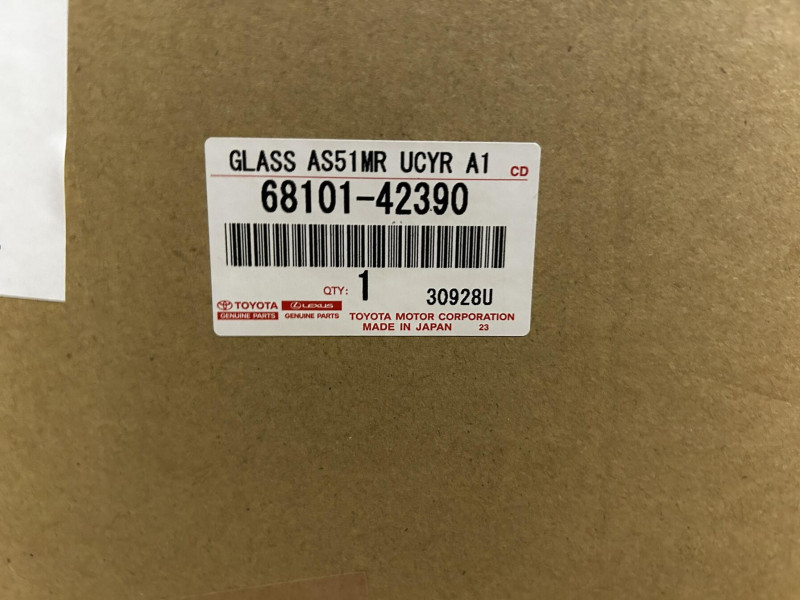 GLASS AS51MR UCYR A1 CD
68101-42390
QTY: 1 30928U
TOYOTA LEXUS
GENUINE PARTS GENUINE PARTS
TOYOTA MOTOR CORPORATION
MADE IN JAPAN 23